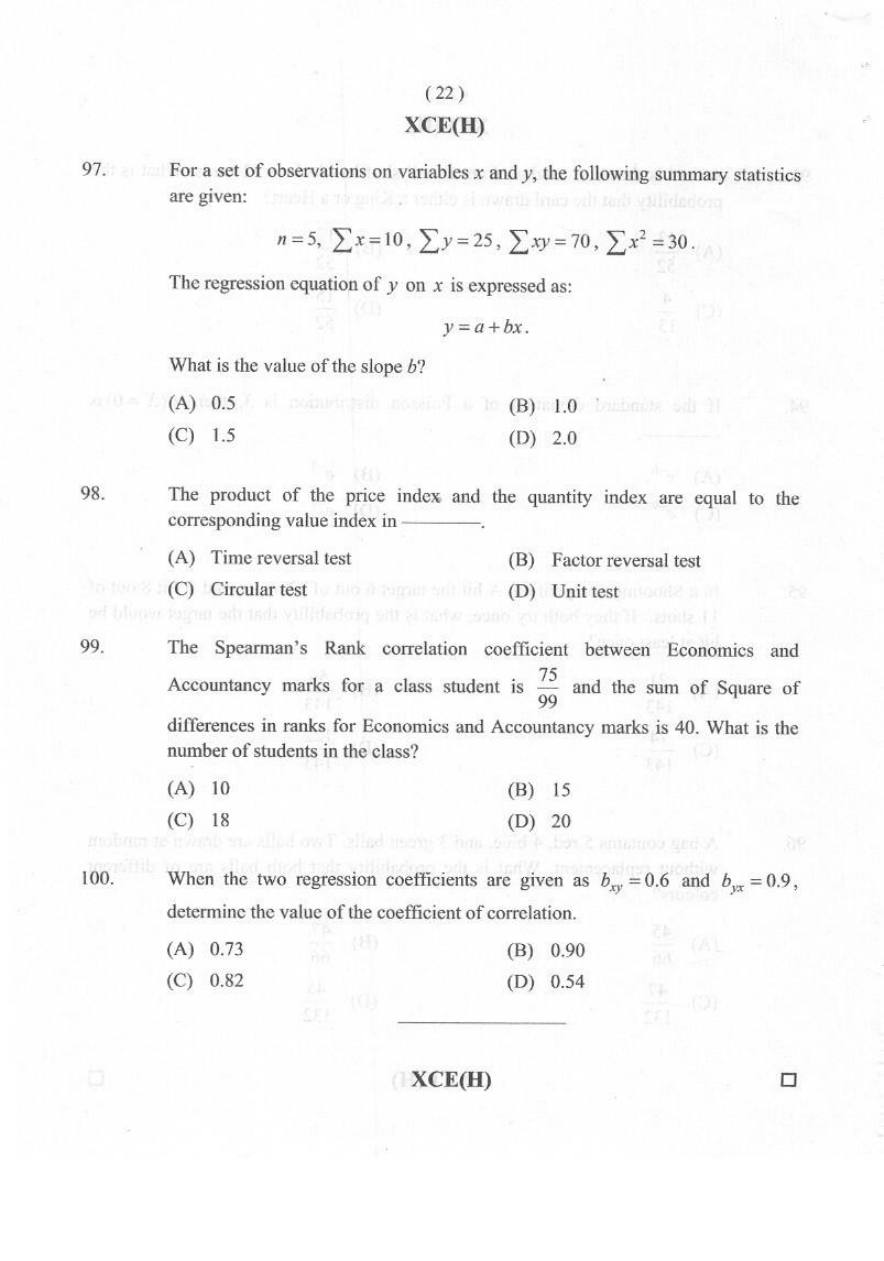 ( 22 )
XCE(H)
97. For a set of observations on variables x and y, the following summary statistics
are given:
n = 5, ∑x = 10, ∑y = 25, ∑xy = 70, ∑x² = 30.
The regression equation of y on x is expressed as:
y = a + bx.
What is the value of the slope b?
(A) 0.5 (B) 1.0
(C) 1.5 (D) 2.0
98. The product of the price index and the quantity index are equal to the
corresponding value index in ———.
(A) Time reversal test (B) Factor reversal test
(C) Circular test (D) Unit test
99. The Spearman's Rank correlation coefficient between Economics and
Accountancy marks for a class student is 75/99 and the sum of Square of
differences in ranks for Economics and Accountancy marks is 40. What is the
number of students in the class?
(A) 10 (B) 15
(C) 18 (D) 20
100. When the two regression coefficients are given as b_xy = 0.6 and b_yx = 0.9,
determine the value of the coefficient of correlation.
(A) 0.73 (B) 0.90
(C) 0.82 (D) 0.54
XCE(H)